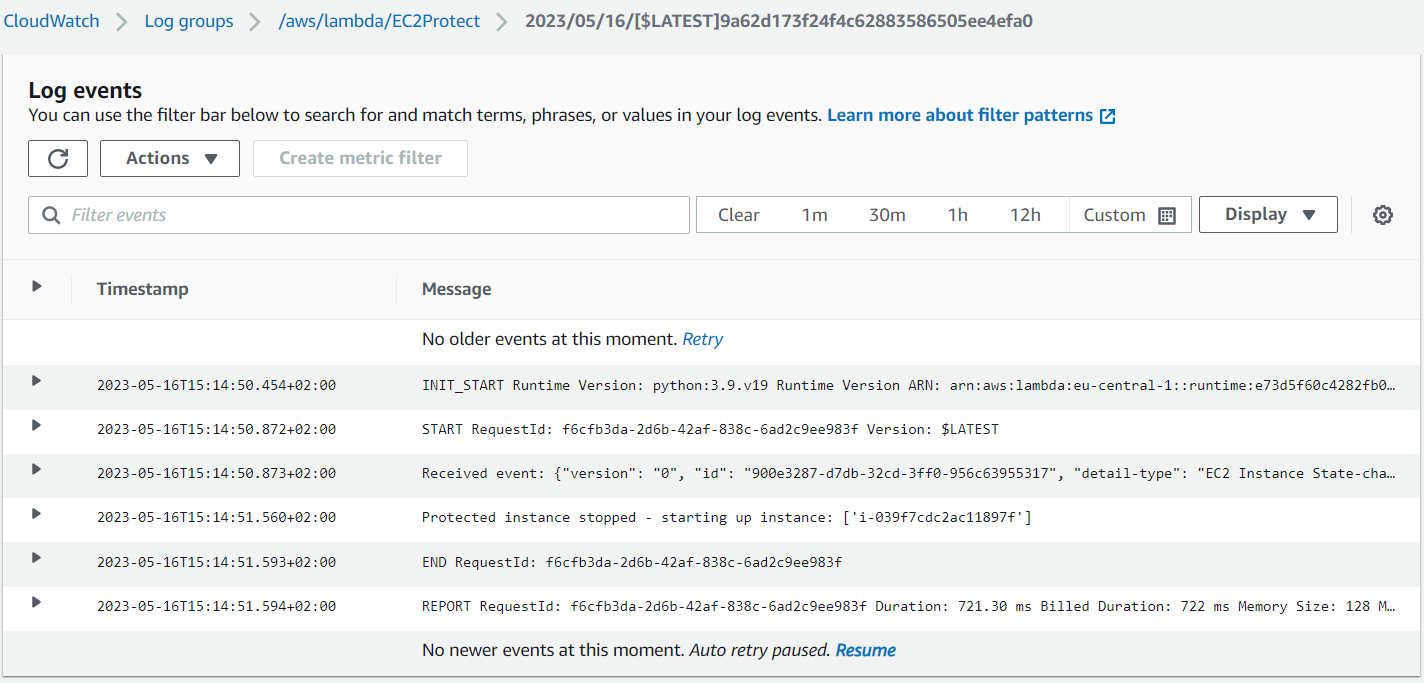 CloudWatch > Log groups > /aws/lambda/EC2Protect > 2023/05/16/[$LATEST]9a62d173f24f4c62883586505ee4efa0
Log events
You can use the filter bar below to search for and match terms, phrases, or values in your log events. Learn more about filter patterns
Actions Create metric filter
Filter events Clear 1m 30m 1h 12h Custom Display
Timestamp Message
No older events at this moment. Retry
2023-05-16T15:14:50.454+02:00 INIT_START Runtime Version: python:3.9.v19 Runtime Version ARN: arn:aws:lambda:eu-central-1::runtime:e73d5f60c4282fb0…
2023-05-16T15:14:50.872+02:00 START RequestId: f6cfb3da-2d6b-42af-838c-6ad2c9ee983f Version: $LATEST
2023-05-16T15:14:50.873+02:00 Received event: {"version": "0", "id": "900e3287-d7db-32cd-3ff0-956c63955317", "detail-type": "EC2 Instance State-cha…
2023-05-16T15:14:51.560+02:00 Protected instance stopped - starting up instance: ['i-039f7cdc2ac11897f']
2023-05-16T15:14:51.593+02:00 END RequestId: f6cfb3da-2d6b-42af-838c-6ad2c9ee983f
2023-05-16T15:14:51.594+02:00 REPORT RequestId: f6cfb3da-2d6b-42af-838c-6ad2c9ee983f Duration: 721.30 ms Billed Duration: 722 ms Memory Size: 128 M…
No newer events at this moment. Auto retry paused. Resume